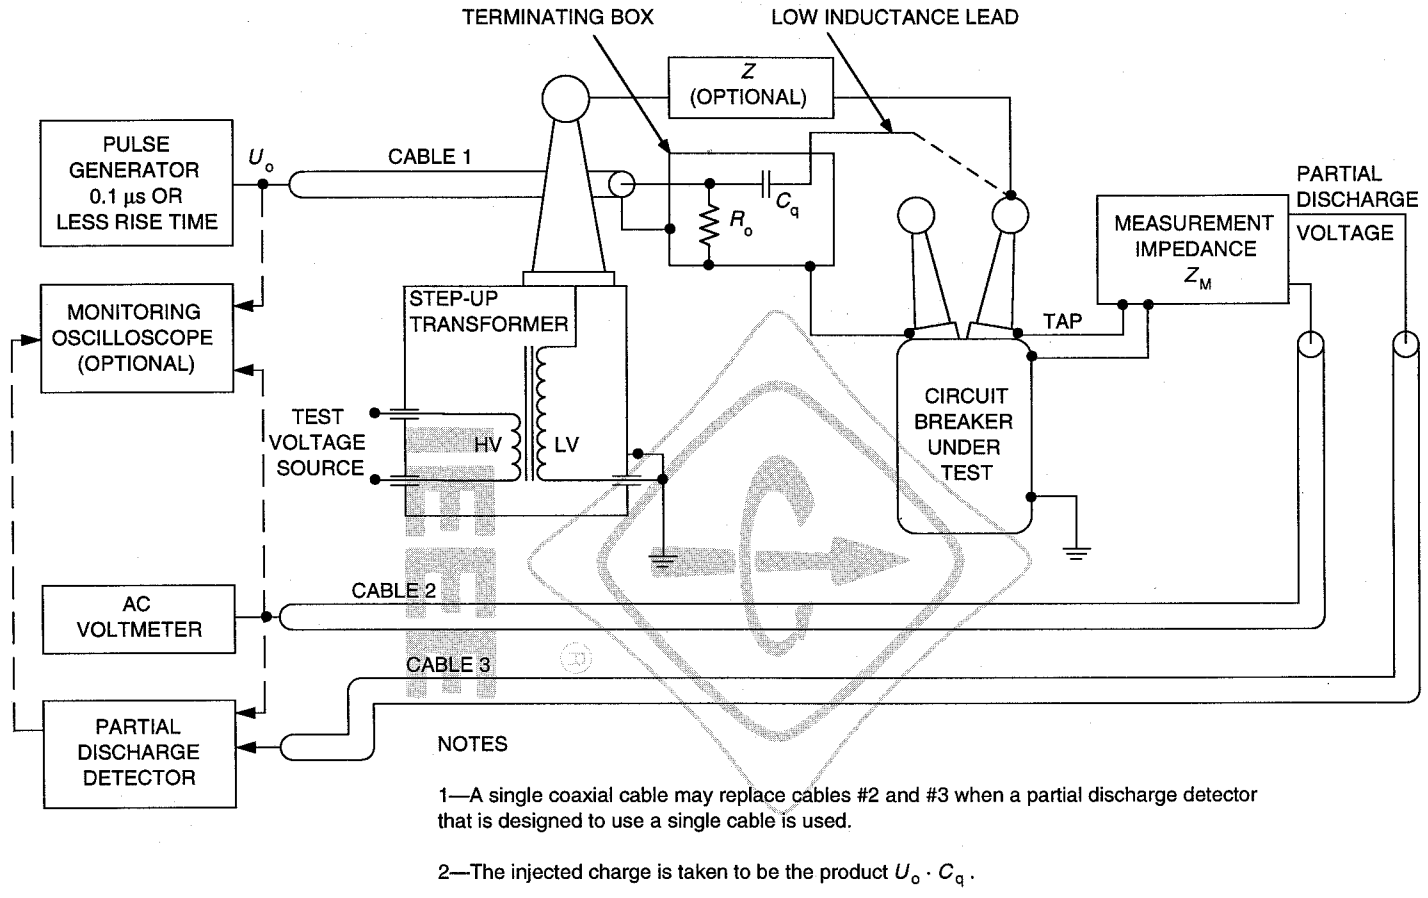 TERMINATING BOX
LOW INDUCTANCE LEAD
Z
(OPTIONAL)
PULSE
GENERATOR
0.1 µs OR
LESS RISE TIME
Uo
CABLE 1
Cq
Ro
PARTIAL
DISCHARGE
VOLTAGE
MEASUREMENT
IMPEDANCE
ZM
MONITORING
OSCILLOSCOPE
(OPTIONAL)
STEP-UP
TRANSFORMER
TAP
TEST
VOLTAGE
SOURCE
HV
LV
CIRCUIT
BREAKER
UNDER
TEST
IEEE
AC
VOLTMETER
CABLE 2
®
CABLE 3
PARTIAL
DISCHARGE
DETECTOR
NOTES
1—A single coaxial cable may replace cables #2 and #3 when a partial discharge detector
that is designed to use a single cable is used.
2—The injected charge is taken to be the product Uo · Cq .